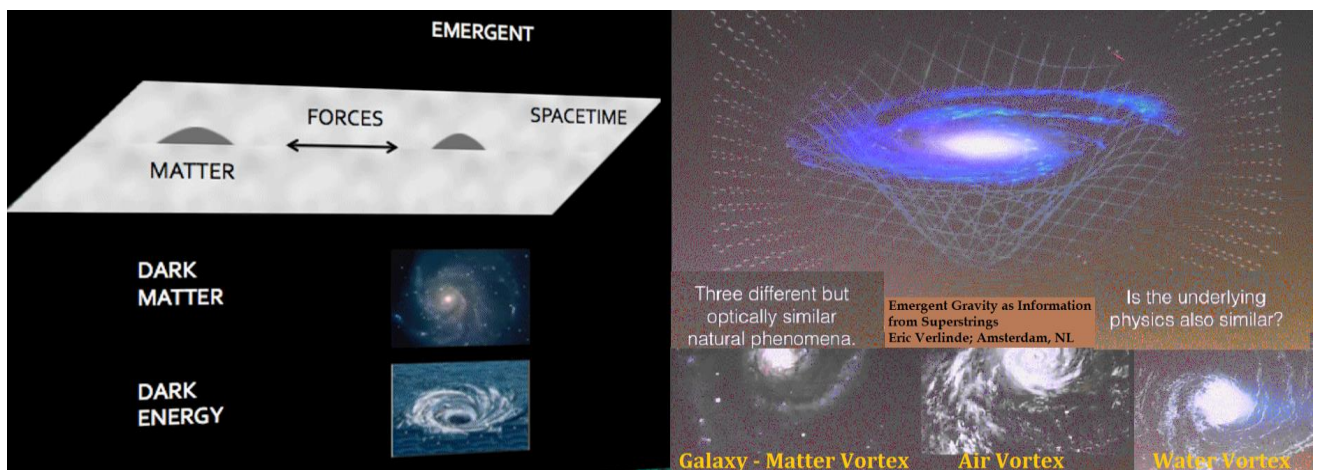 EMERGENT
FORCES
SPACETIME
MATTER
DARK
MATTER
DARK
ENERGY
Three different but
optically similar
natural phenomena.
Emergent Gravity as Information
from Superstrings
Eric Verlinde; Amsterdam, NL
Is the underlying
physics also similar?
Galaxy - Matter Vortex
Air Vortex
Water Vortex